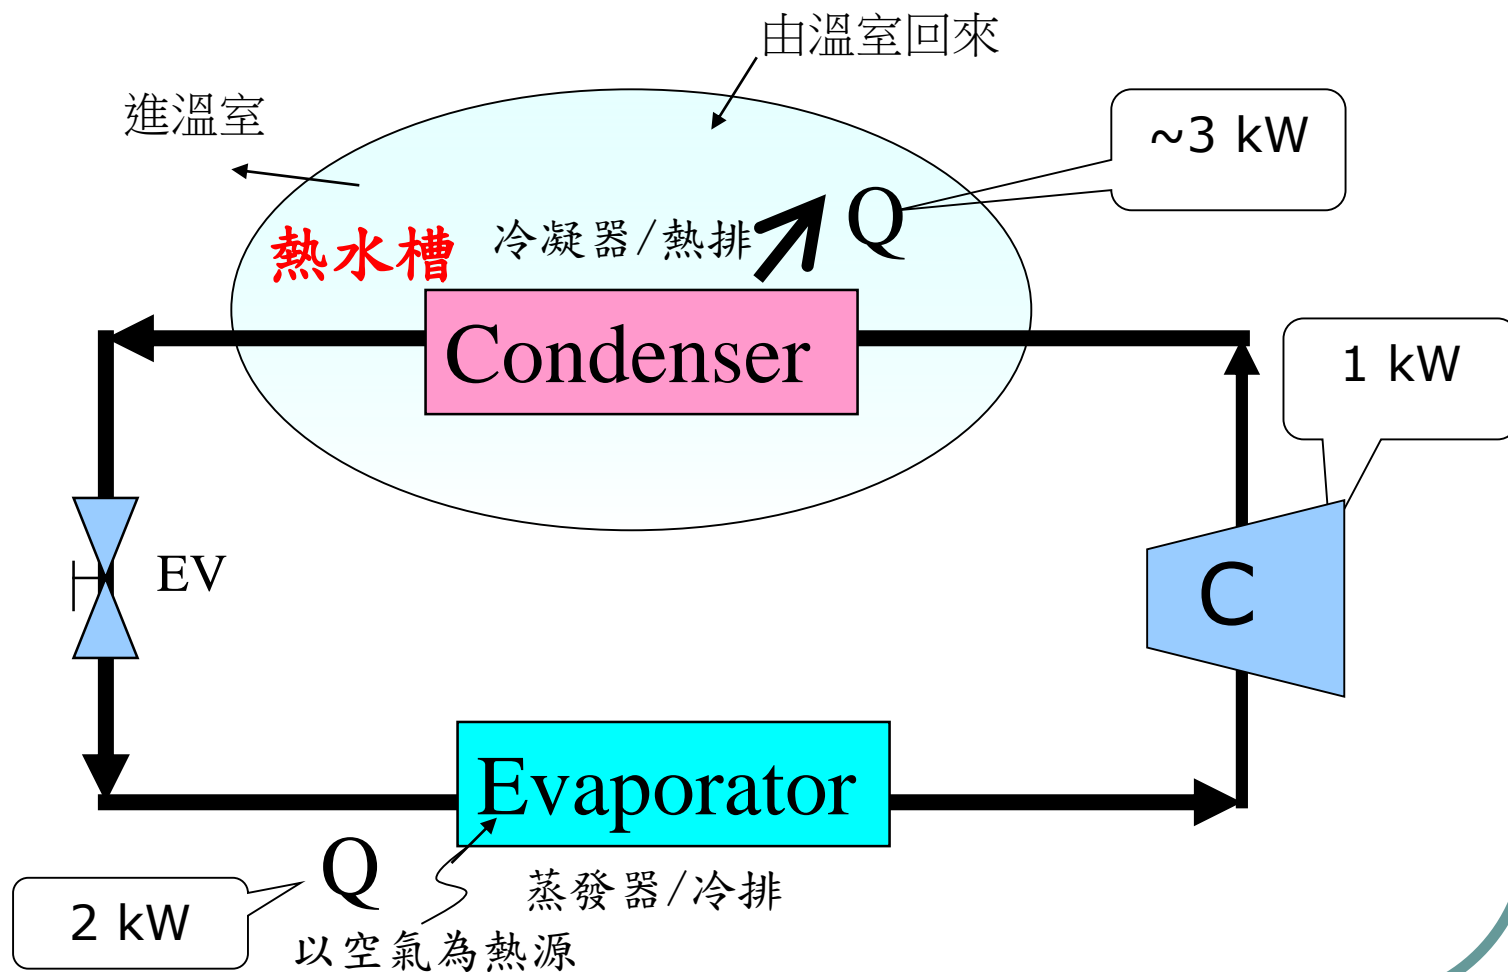 由溫室回來
進溫室
~3 kW
Q
熱水槽
冷凝器/熱排
Condenser
1 kW
EV
C
Evaporator
Q
蒸發器/冷排
2 kW
以空氣為熱源